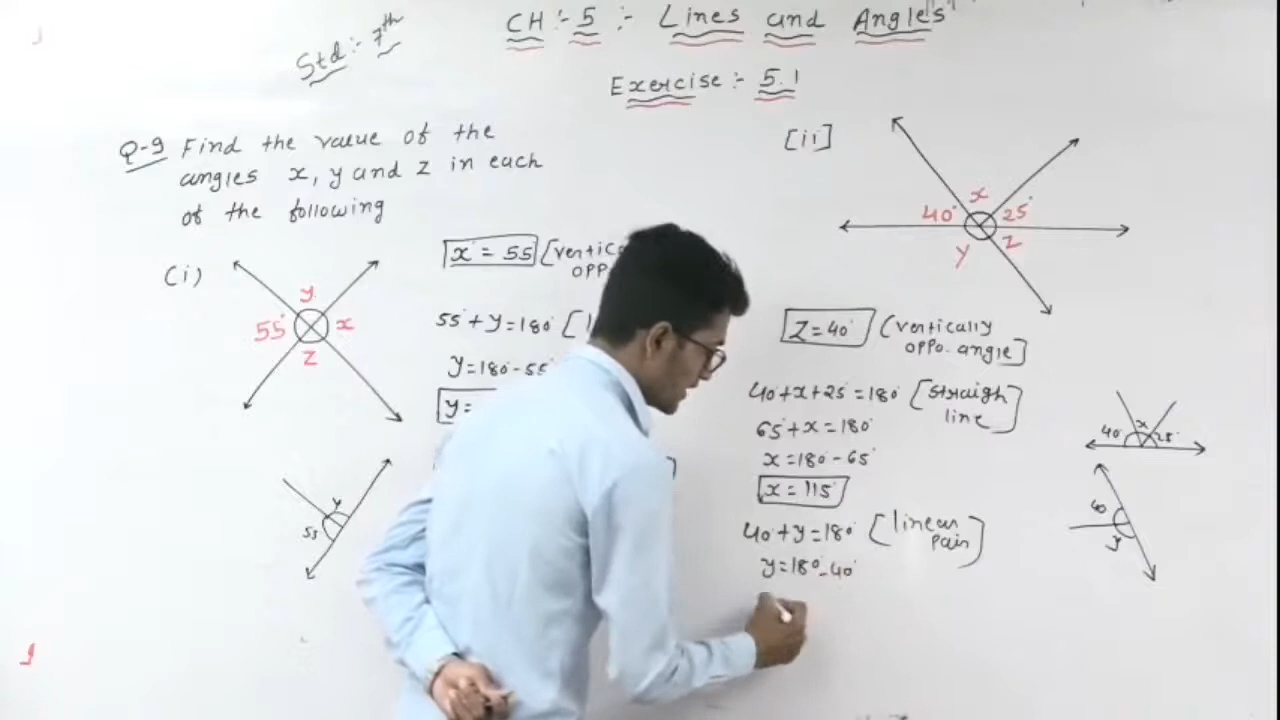 Std :- 7th
CH :- 5 :- Lines and Angles
Exercise :- 5.1
Q-9 Find the value of the
angles x, y and z in each
of the following
(i)
y
55° x
z
x = 55
55° + y = 180°
y = 180° - 55
y =
y
55
[ii]
x
40° 25°
y z
z = 40° (vertically
oppo. angle]
40° + x + 25° = 180° [straigh
line]
65° + x = 180°
x = 180° - 65°
x = 115°
40° + y = 180° [linear
pair]
y = 180° - 40°
40° x 25°
40
y